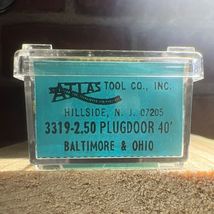 ATLAS TOOL CO., INC.
HILLSIDE, N. J. 07205
3319-2.50 PLUGDOOR 40'
BALTIMORE & OHIO